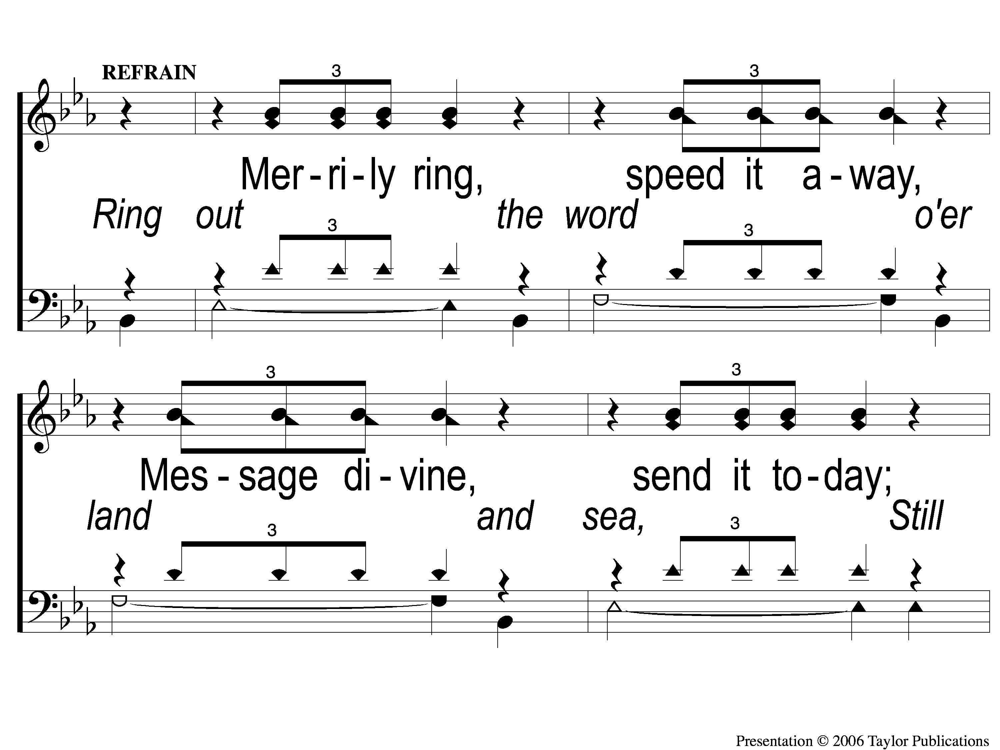 REFRAIN
3 3
Mer - ri - ly ring, speed it a - way,
Ring out the word o'er
3 3
3 3
Mes - sage di - vine, send it to - day;
land and sea, Still
3 3
Presentation © 2006 Taylor Publications